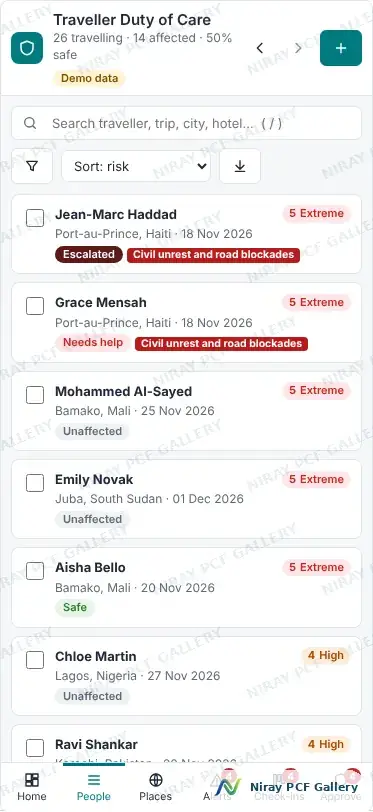 Traveller Duty of Care
26 travelling · 14 affected · 50%
safe
Demo data
Search traveller, trip, city, hotel... ( / )
Sort: risk
Jean-Marc Haddad
5 Extreme
Port-au-Prince, Haiti · 18 Nov 2026
Escalated
Civil unrest and road blockades
Grace Mensah
5 Extreme
Port-au-Prince, Haiti · 18 Nov 2026
Needs help
Civil unrest and road blockades
Mohammed Al-Sayed
5 Extreme
Bamako, Mali · 25 Nov 2026
Unaffected
Emily Novak
5 Extreme
Juba, South Sudan · 01 Dec 2026
Unaffected
Aisha Bello
5 Extreme
Bamako, Mali · 20 Nov 2026
Safe
Chloe Martin
4 High
Lagos, Nigeria · 27 Nov 2026
Unaffected
Ravi Shankar
4 High
Home
People
Places
Niray PCF Gallery
NIRAY PCF GALLERY